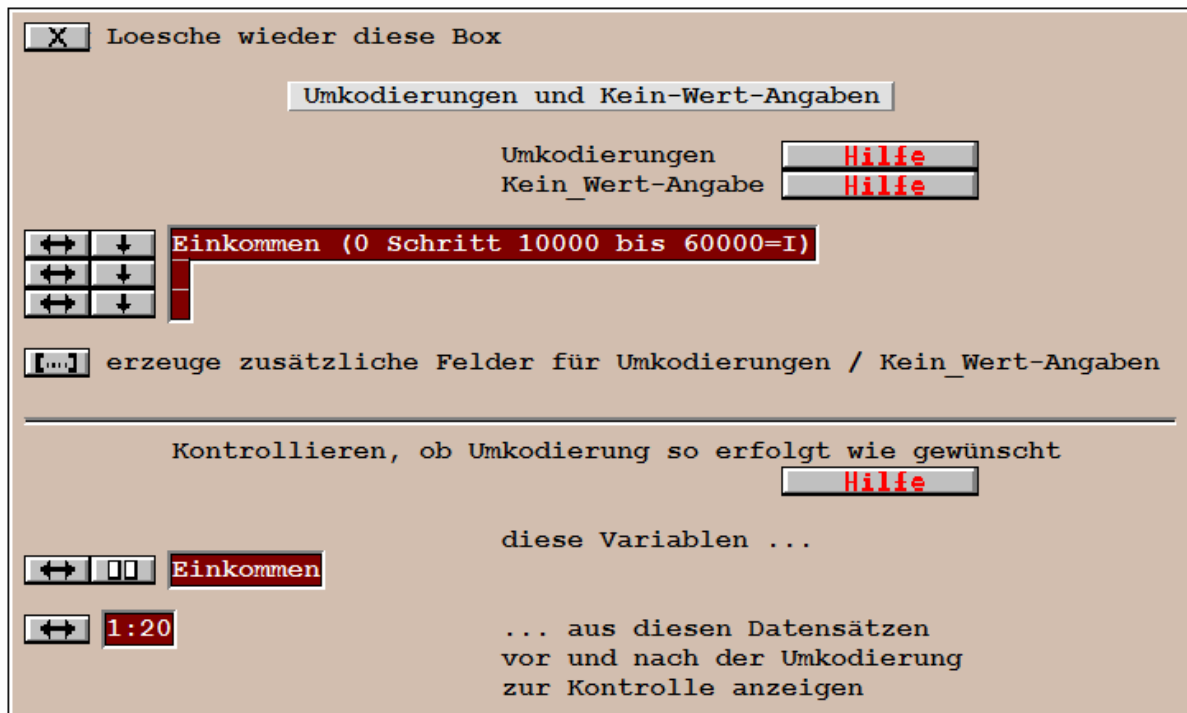 X Loesche wieder diese Box
Umkodierungen und Kein-Wert-Angaben
Umkodierungen Hilfe
Kein_Wert-Angabe Hilfe
Einkommen (0 Schritt 10000 bis 60000=I)
[....] erzeuge zusätzliche Felder für Umkodierungen / Kein_Wert-Angaben
Kontrollieren, ob Umkodierung so erfolgt wie gewünscht
Hilfe
diese Variablen ...
Einkommen
1:20 ... aus diesen Datensätzen
vor und nach der Umkodierung
zur Kontrolle anzeigen